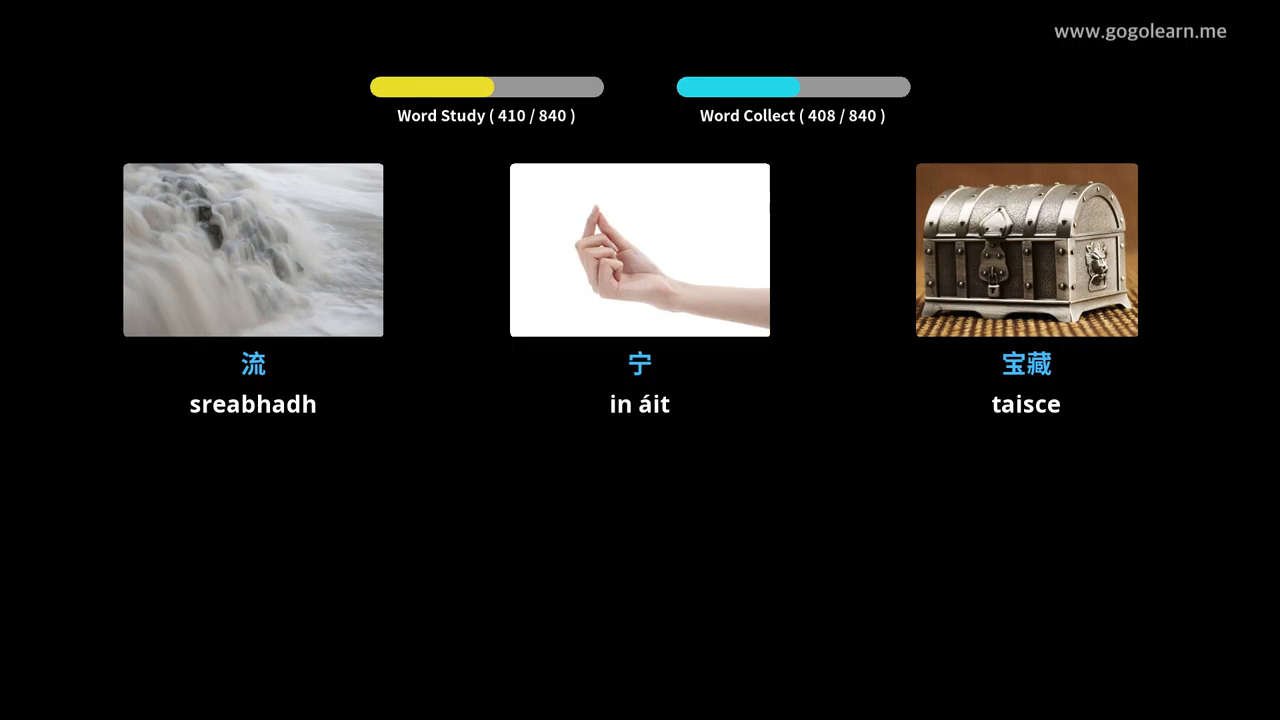 www.gogolearn.me
Word Study ( 410 / 840 )
Word Collect ( 408 / 840 )
流
宁
宝藏
sreabhadh
in áit
taisce